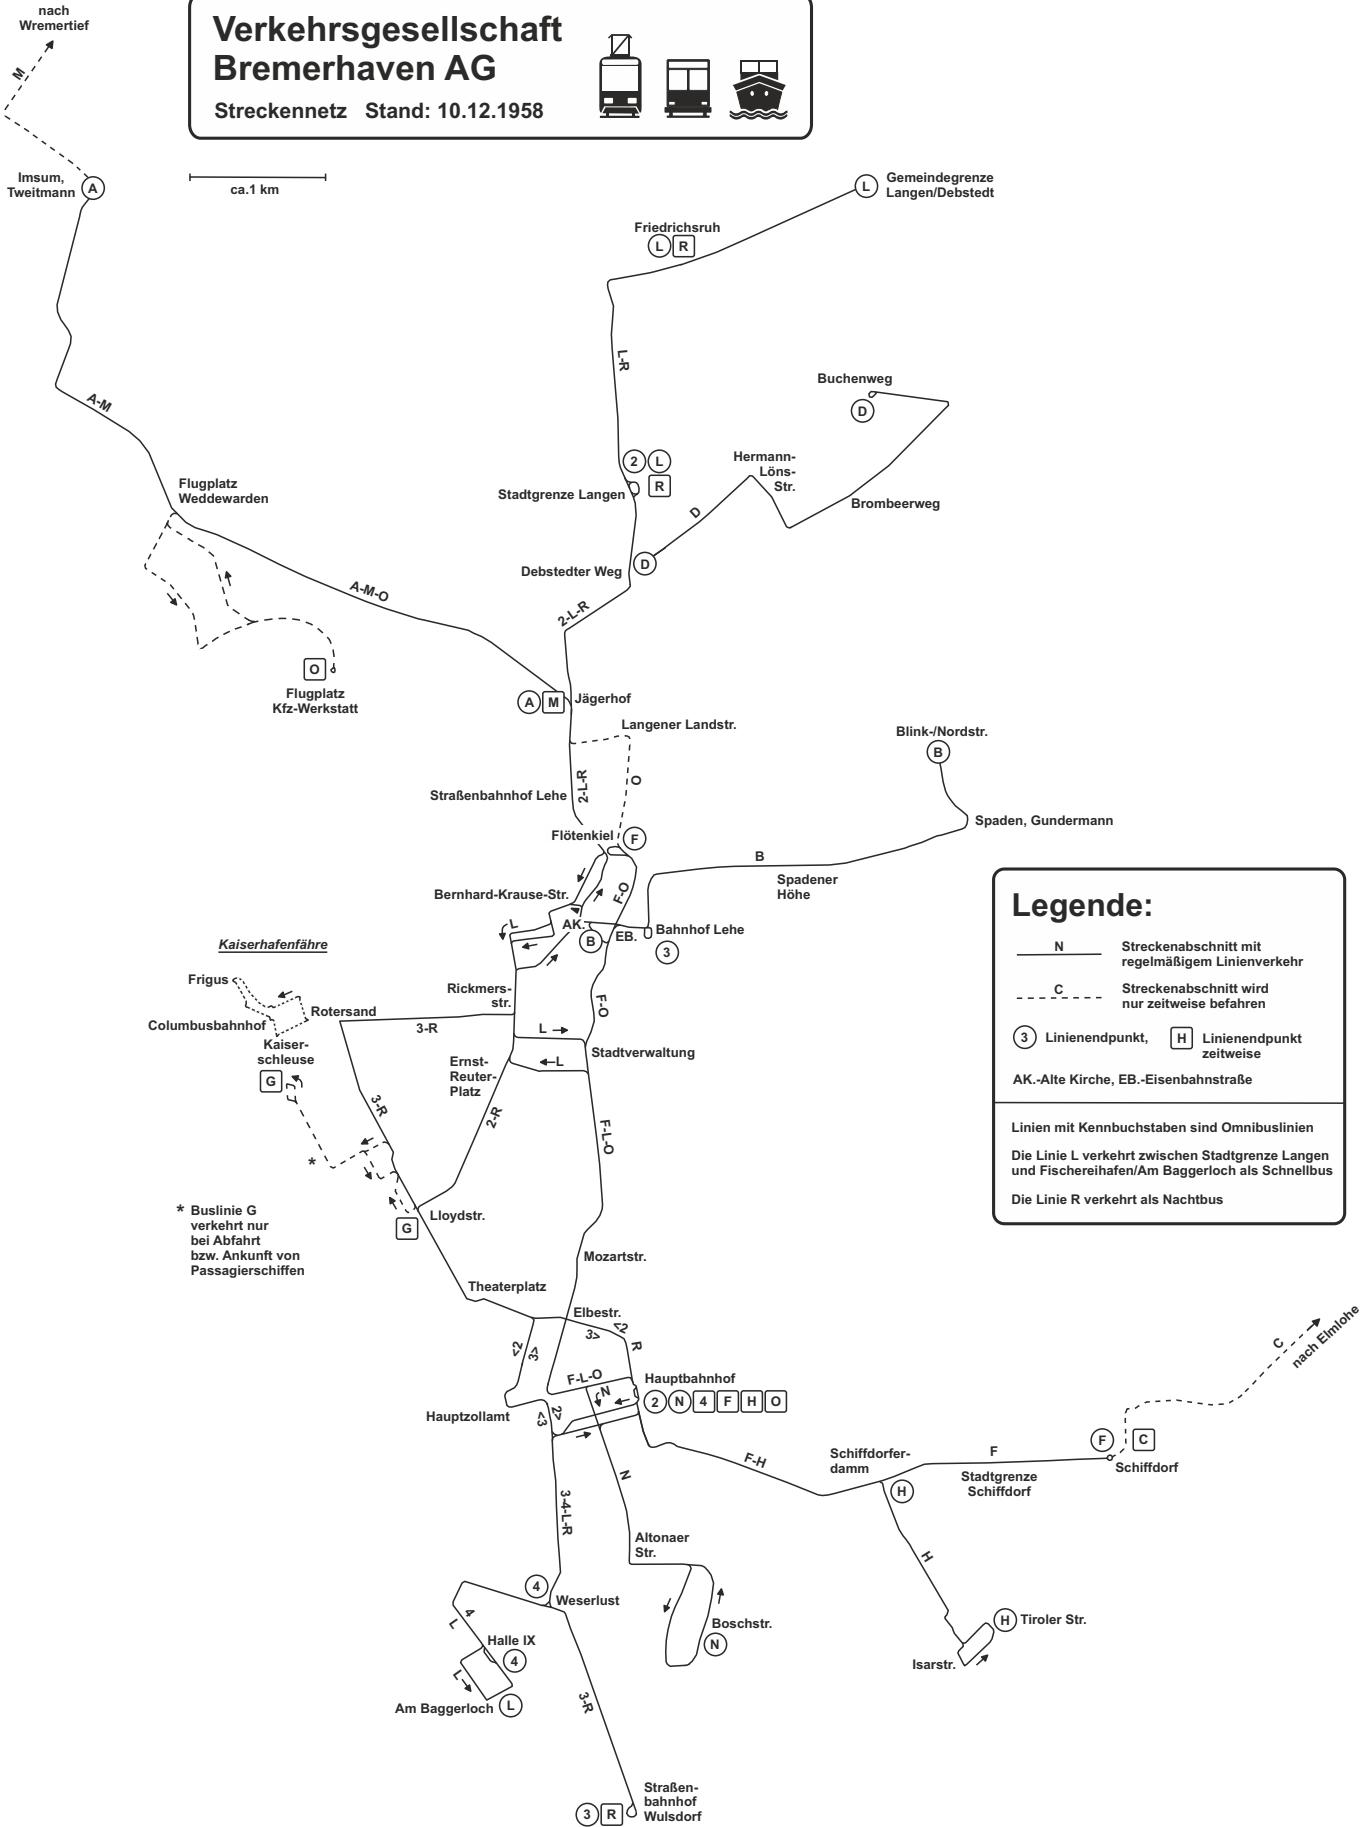 nach
Wremertief
M
Verkehrsgesellschaft
Bremerhaven AG
Streckennetz Stand: 10.12.1958
Imsum,
Tweitmann
A
ca.1 km
L
Gemeindegrenze
Langen/Debstedt
Friedrichsruh
L R
L-R
Buchenweg
D
A-M
2 L
R
Stadtgrenze Langen
Hermann-
Löns-
Str.
Brombeerweg
D
Flugplatz
Weddewarden
Debstedter Weg
D
A-M-O
2-L-R
O
Flugplatz
Kfz-Werkstatt
A M
Jägerhof
Langener Landstr.
O
2-L-R
Straßenbahnhof Lehe
Blink-/Nordstr.
B
Spaden, Gundermann
Flötenkiel
F
B
Spadener
Höhe
Bernhard-Krause-Str.
F-O
L
AK.
B
EB.
Bahnhof Lehe
3
Legende:
N
Streckenabschnitt mit
regelmäßigem Linienverkehr
C
Streckenabschnitt wird
nur zeitweise befahren
3
Linienendpunkt,
H
Linienendpunkt
zeitweise
AK.-Alte Kirche, EB.-Eisenbahnstraße
Linien mit Kennbuchstaben sind Omnibuslinien
Die Linie L verkehrt zwischen Stadtgrenze Langen
und Fischereihafen/Am Baggerloch als Schnellbus
Die Linie R verkehrt als Nachtbus
Kaiserhafenfähre
Frigus
Columbusbahnhof
Rotersand
Rickmers-
str.
3-R
F-O
L
L
Stadtverwaltung
Kaiser-
schleuse
G
Ernst-
Reuter-
Platz
3-R
2-R
F-L-O
*
G
Lloydstr.
* Buslinie G
verkehrt nur
bei Abfahrt
bzw. Ankunft von
Passagierschiffen
Mozartstr.
Theaterplatz
Elbestr.
3>
<2
R
<2
3>
F-L-O
N
Hauptbahnhof
2 N 4 F H O
Hauptzollamt
<3
2>
C
nach Elmlohe
F-H
Schiffdorfer-
damm
H
F
Stadtgrenze
Schiffdorf
F
C
Schiffdorf
N
3-4-L-R
Altonaer
Str.
H
4
Weserlust
4
L
Halle IX
4
L
Am Baggerloch
L
Boschstr.
N
H
Tiroler Str.
Isarstr.
3-R
Straßen-
bahnhof
Wulsdorf
3 R